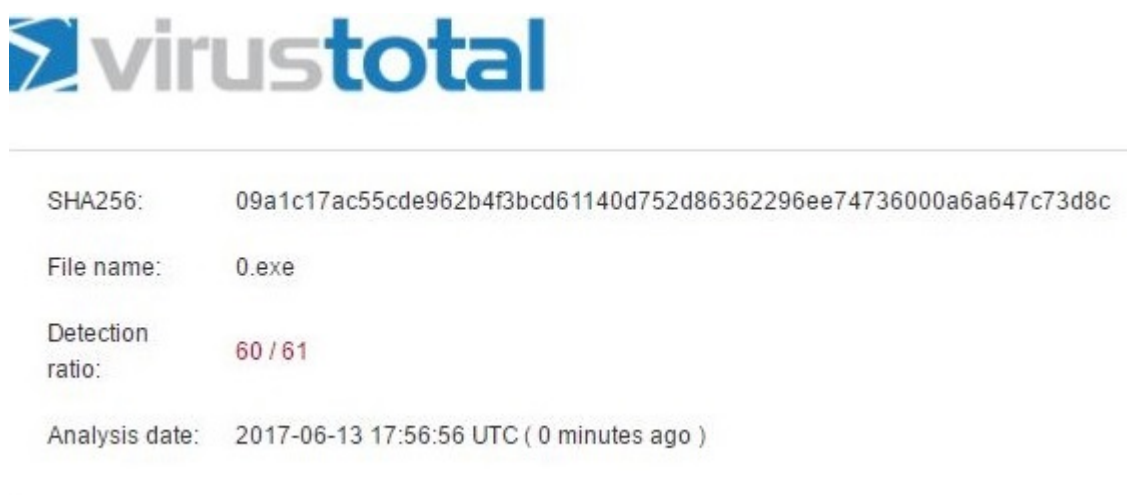 virustotal
SHA256: 09a1c17ac55cde962b4f3bcd61140d752d86362296ee74736000a6a647c73d8c
File name: 0.exe
Detection
ratio: 60 / 61
Analysis date: 2017-06-13 17:56:56 UTC ( 0 minutes ago )